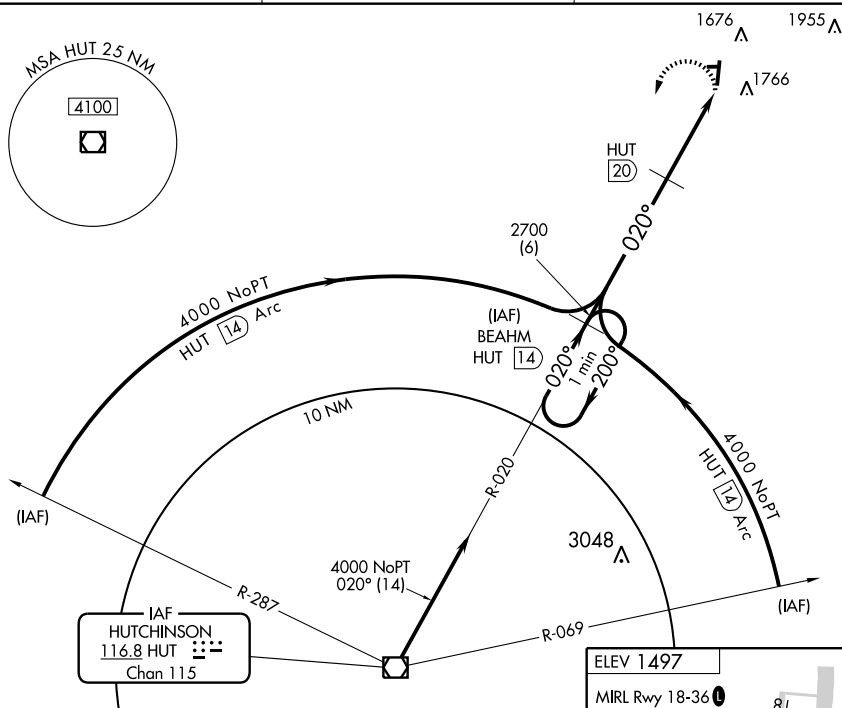 1676
1955
MSA HUT 25 NM
4100
1766
HUT
20
020°
2700
(6)
4000 NoPT
HUT 14 Arc
(IAF)
BEAHM
HUT 14
020°
1 min
200°
10 NM
R-020
4000 NoPT
HUT 14 Arc
(IAF)
3048
4000 NoPT
020° (14)
R-287
R-069
(IAF)
IAF
HUTCHINSON
116.8 HUT
Chan 115
ELEV 1497
MIRL Rwy 18-36 L